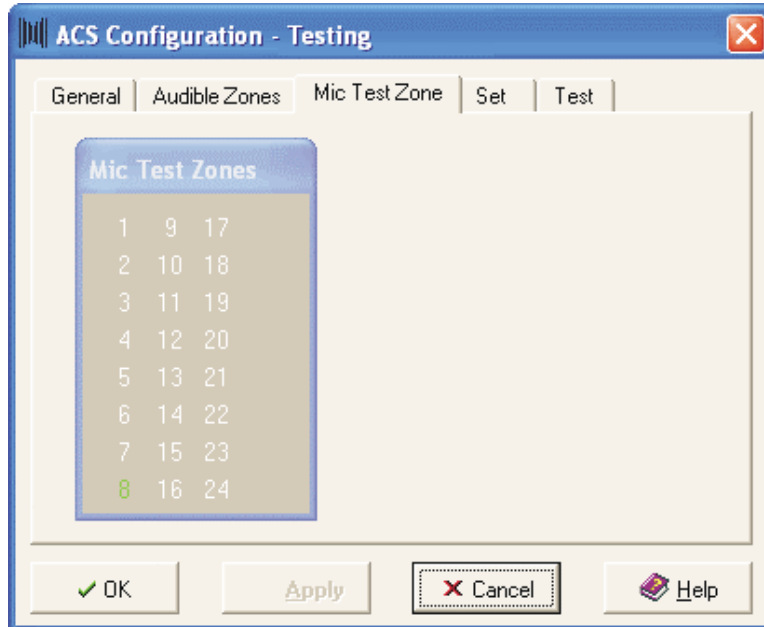 ACS Configuration - Testing
General Audible Zones Mic Test Zone Set Test
Mic Test Zones
1 9 17
2 10 18
3 11 19
4 12 20
5 13 21
6 14 22
7 15 23
8 16 24
OK Apply Cancel Help